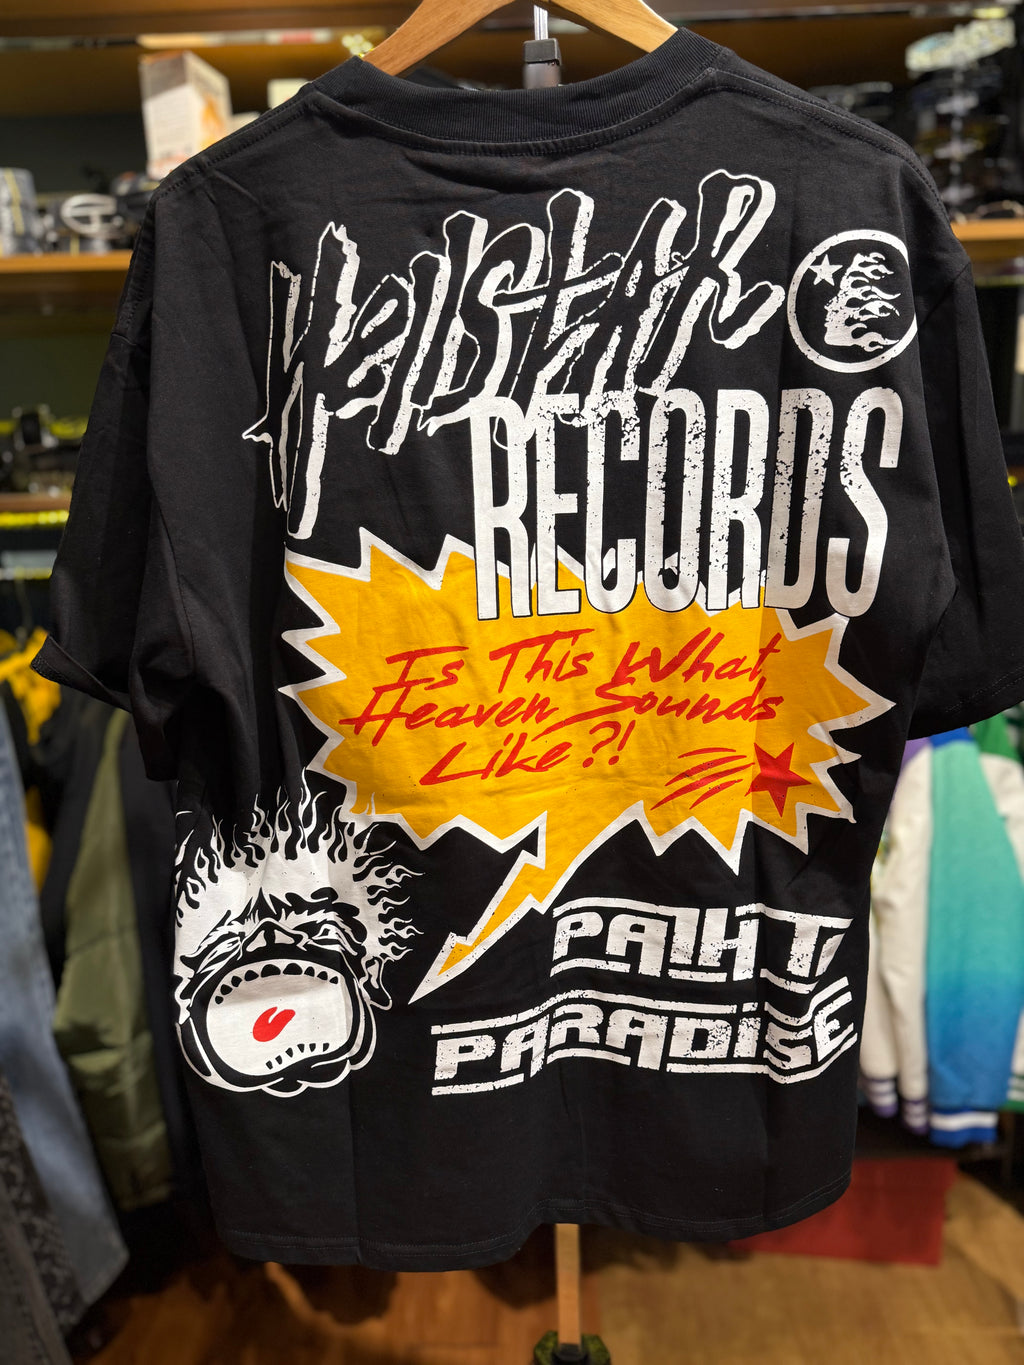 HellSTAR
RECORDS
Is This What
Heaven Sounds
Like?!
PATH TO
PARADiSE